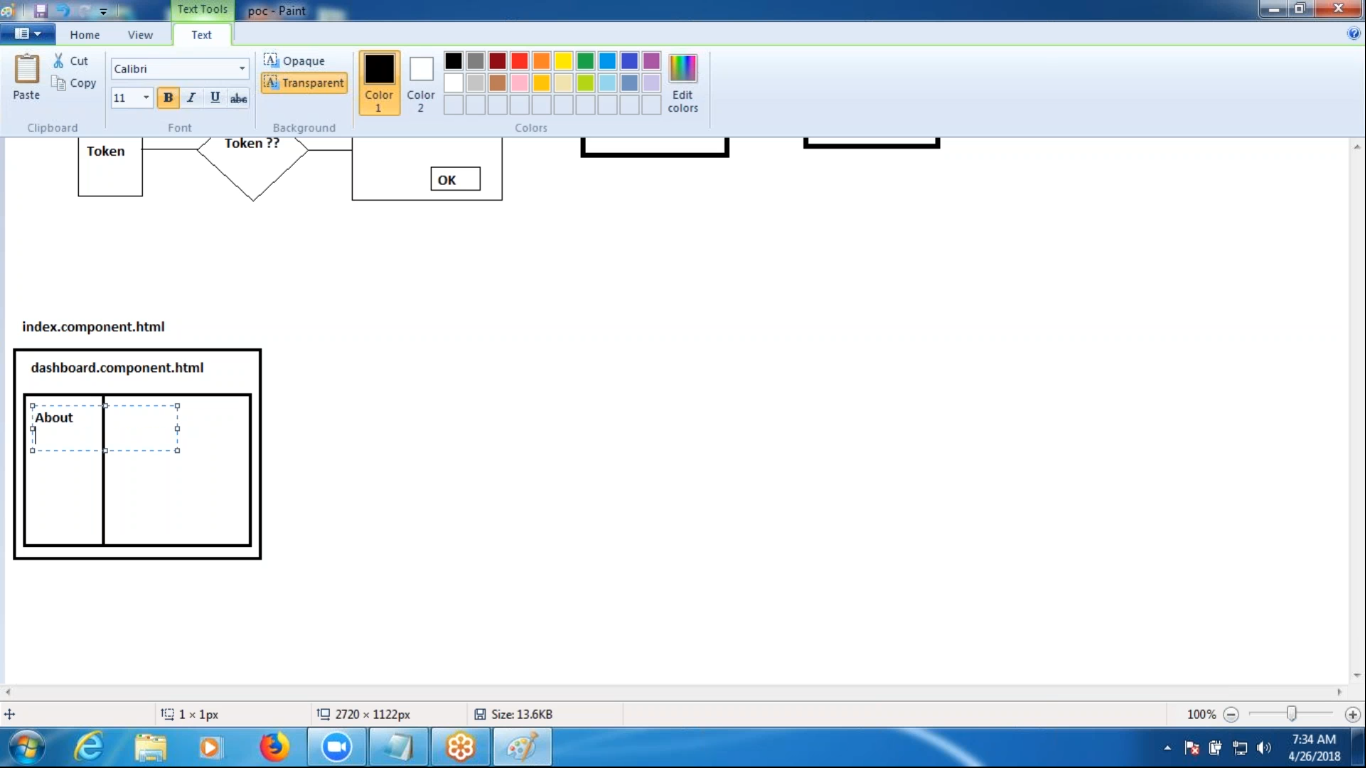 Text Tools
poc - Paint
Home
View
Text
Paste
Cut
Copy
Clipboard
Calibri
11
B I U abc
Font
Opaque
Transparent
Background
Color 1
Color 2
Edit colors
Colors
Token
Token ??
OK
index.component.html
dashboard.component.html
About
1 × 1px
2720 × 1122px
Size: 13.6KB
100%
7:34 AM
4/26/2018